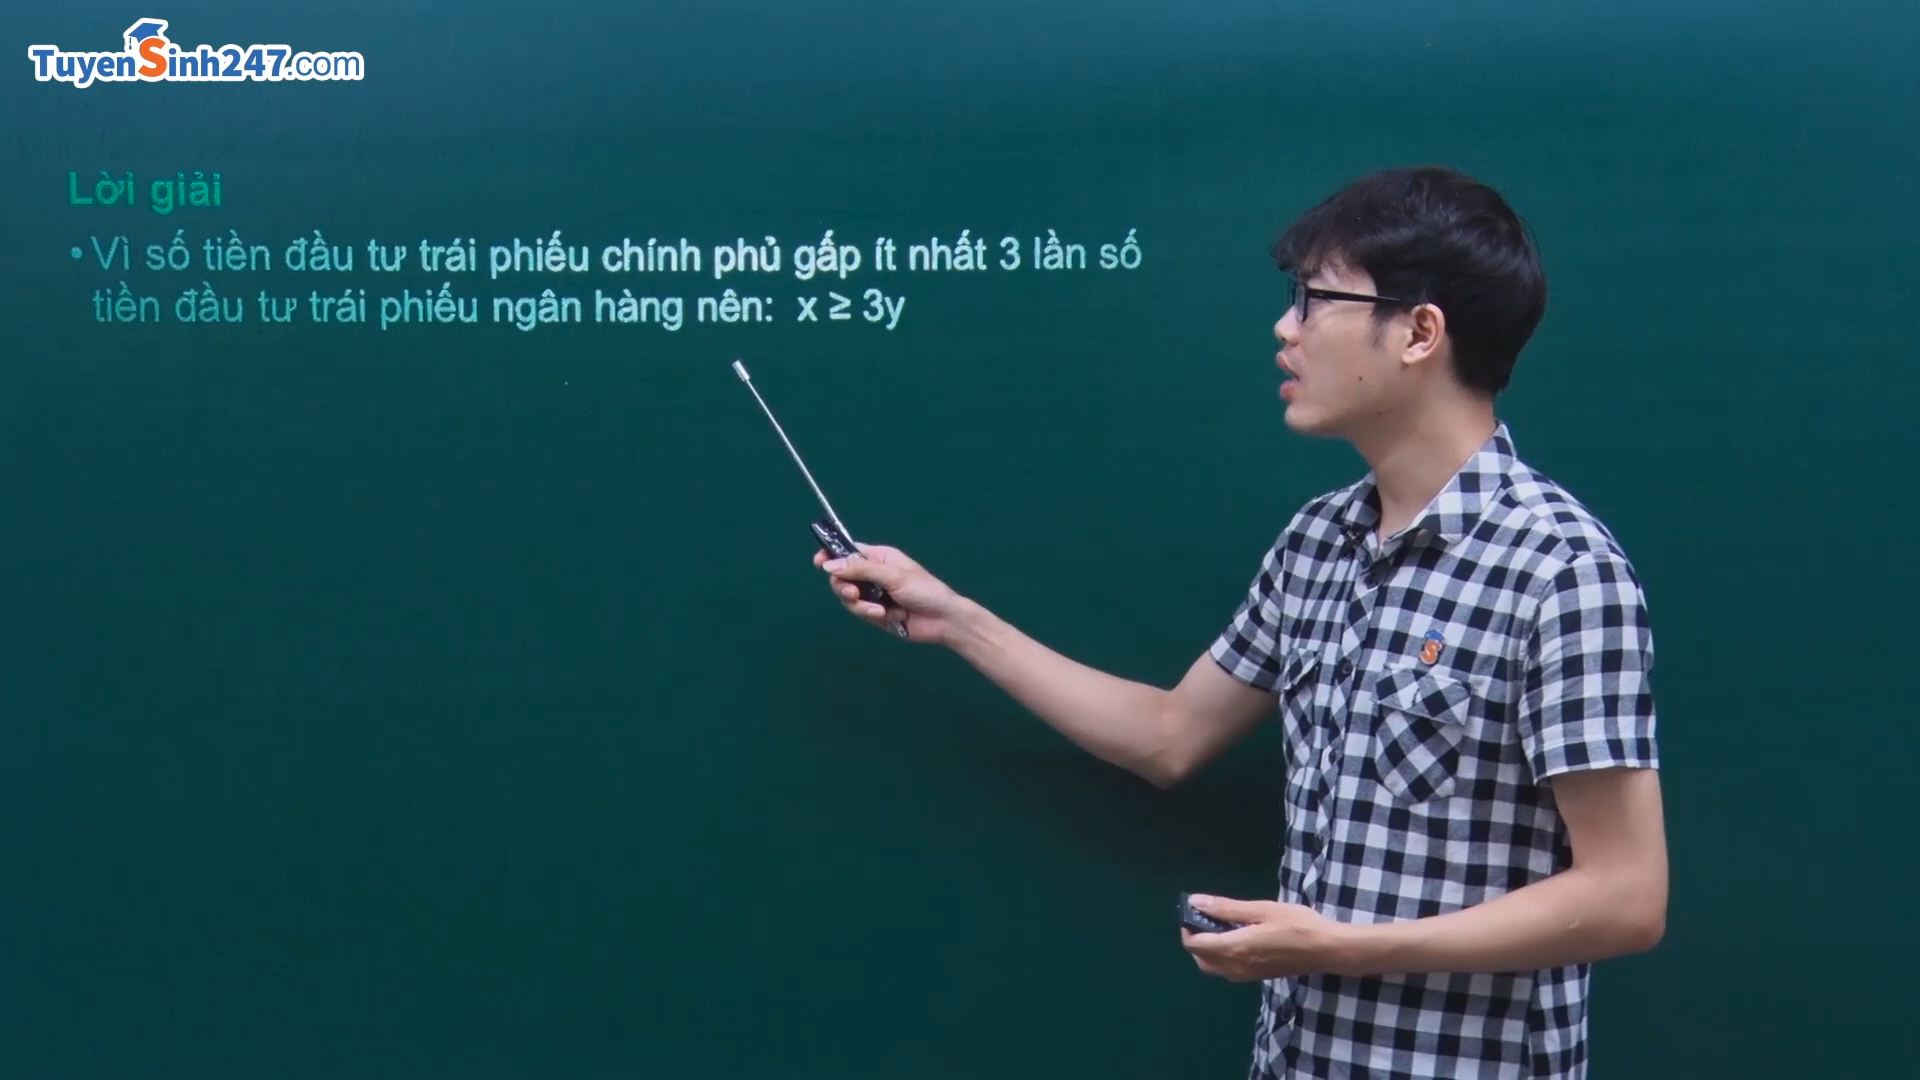 TuyenSinh247.com
Lời giải
• Vì số tiền đầu tư trái phiếu chính phủ gấp ít nhất 3 lần số
tiền đầu tư trái phiếu ngân hàng nên: x ≥ 3y
S